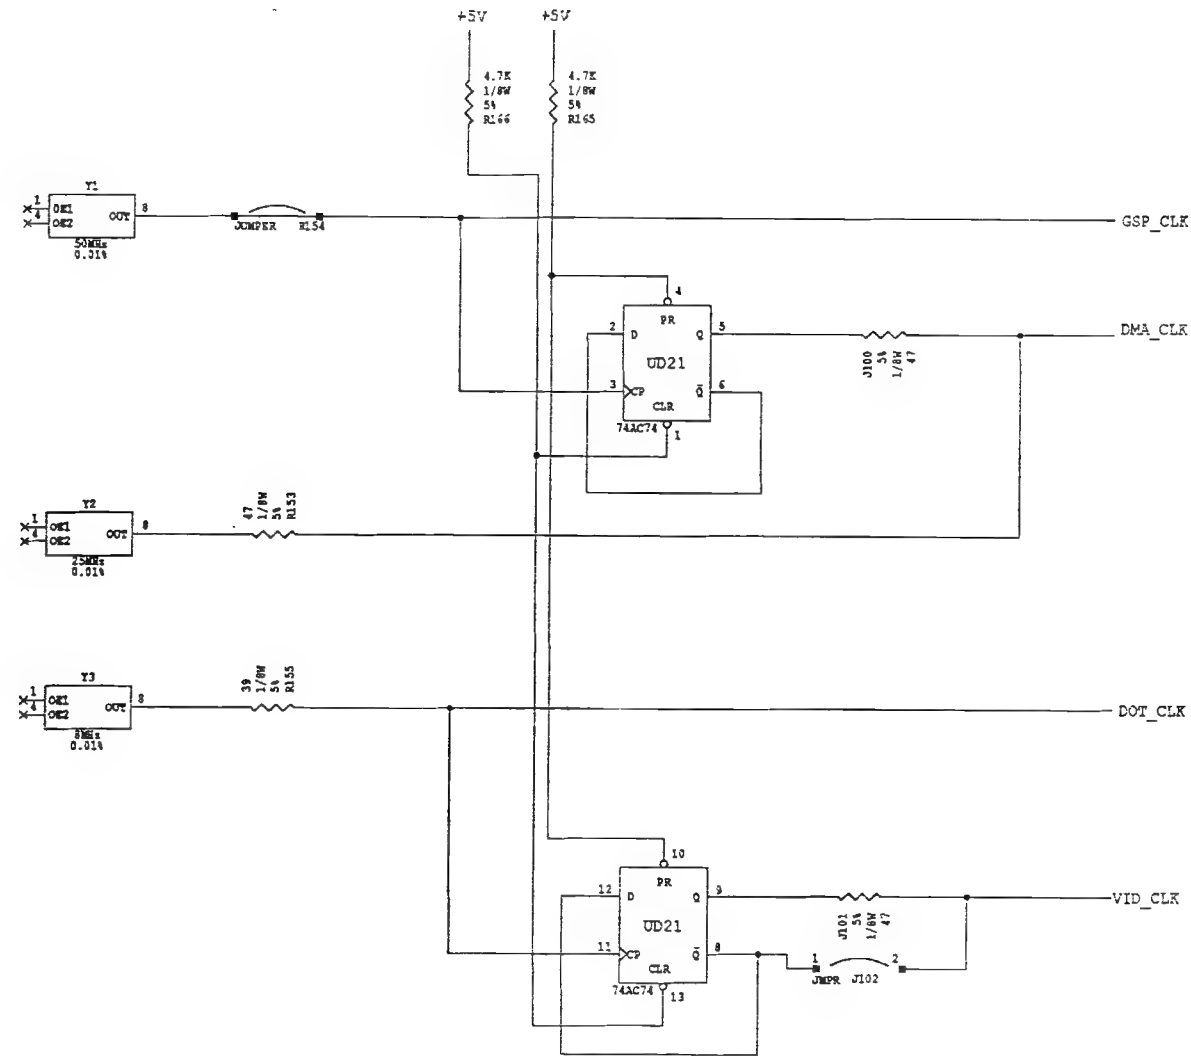 +5V
+5V
4.7K
1/8W
5%
R166
4.7K
1/8W
5%
R165
Y1
1
4
OE1
OE2
OUT
8
50MHz
0.01%
JUMPER
R154
GSP_CLK
4
PR
2
D
Q
5
UD21
3
CP
Q
6
CLR
74AC74
1
J100
5%
1/8W
47
DMA_CLK
Y2
1
4
OE1
OE2
OUT
8
25MHz
0.01%
47
1/8W
5%
R153
Y3
1
4
OE1
OE2
OUT
8
8MHz
0.01%
39
1/8W
5%
R155
DOT_CLK
10
PR
12
D
Q
9
UD21
11
CP
Q
8
CLR
74AC74
13
J101
5%
1/8W
47
VID_CLK
1
2
JMPR
J102